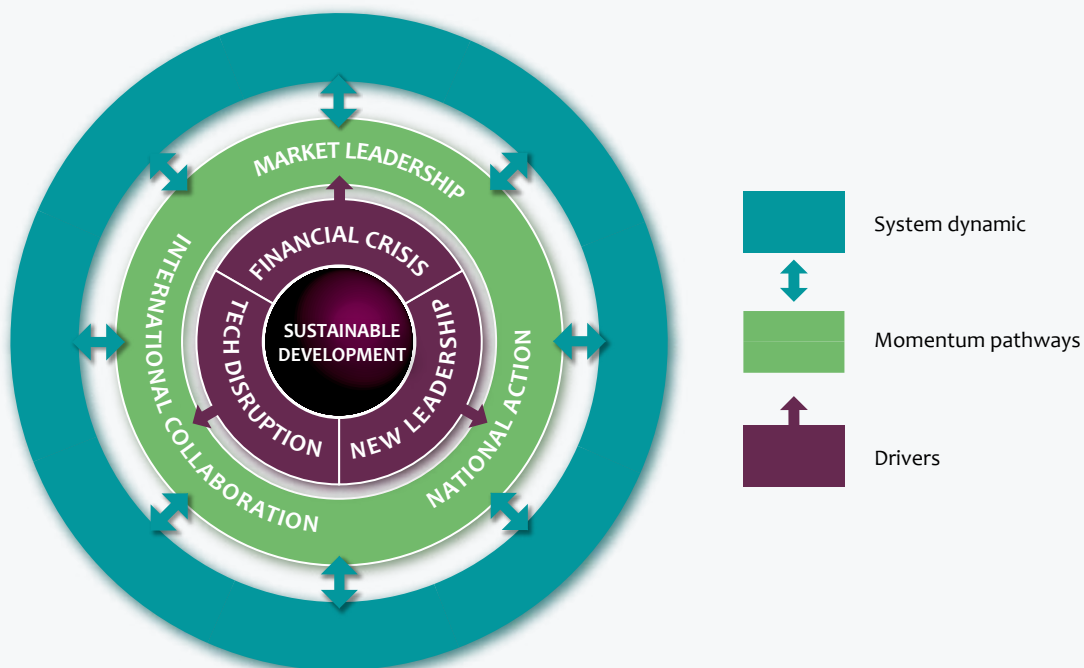 MARKET LEADERSHIP
INTERNATIONAL COLLABORATION
NATIONAL ACTION
FINANCIAL CRISIS
TECH DISRUPTION
NEW LEADERSHIP
SUSTAINABLE
DEVELOPMENT
System dynamic
Momentum pathways
Drivers